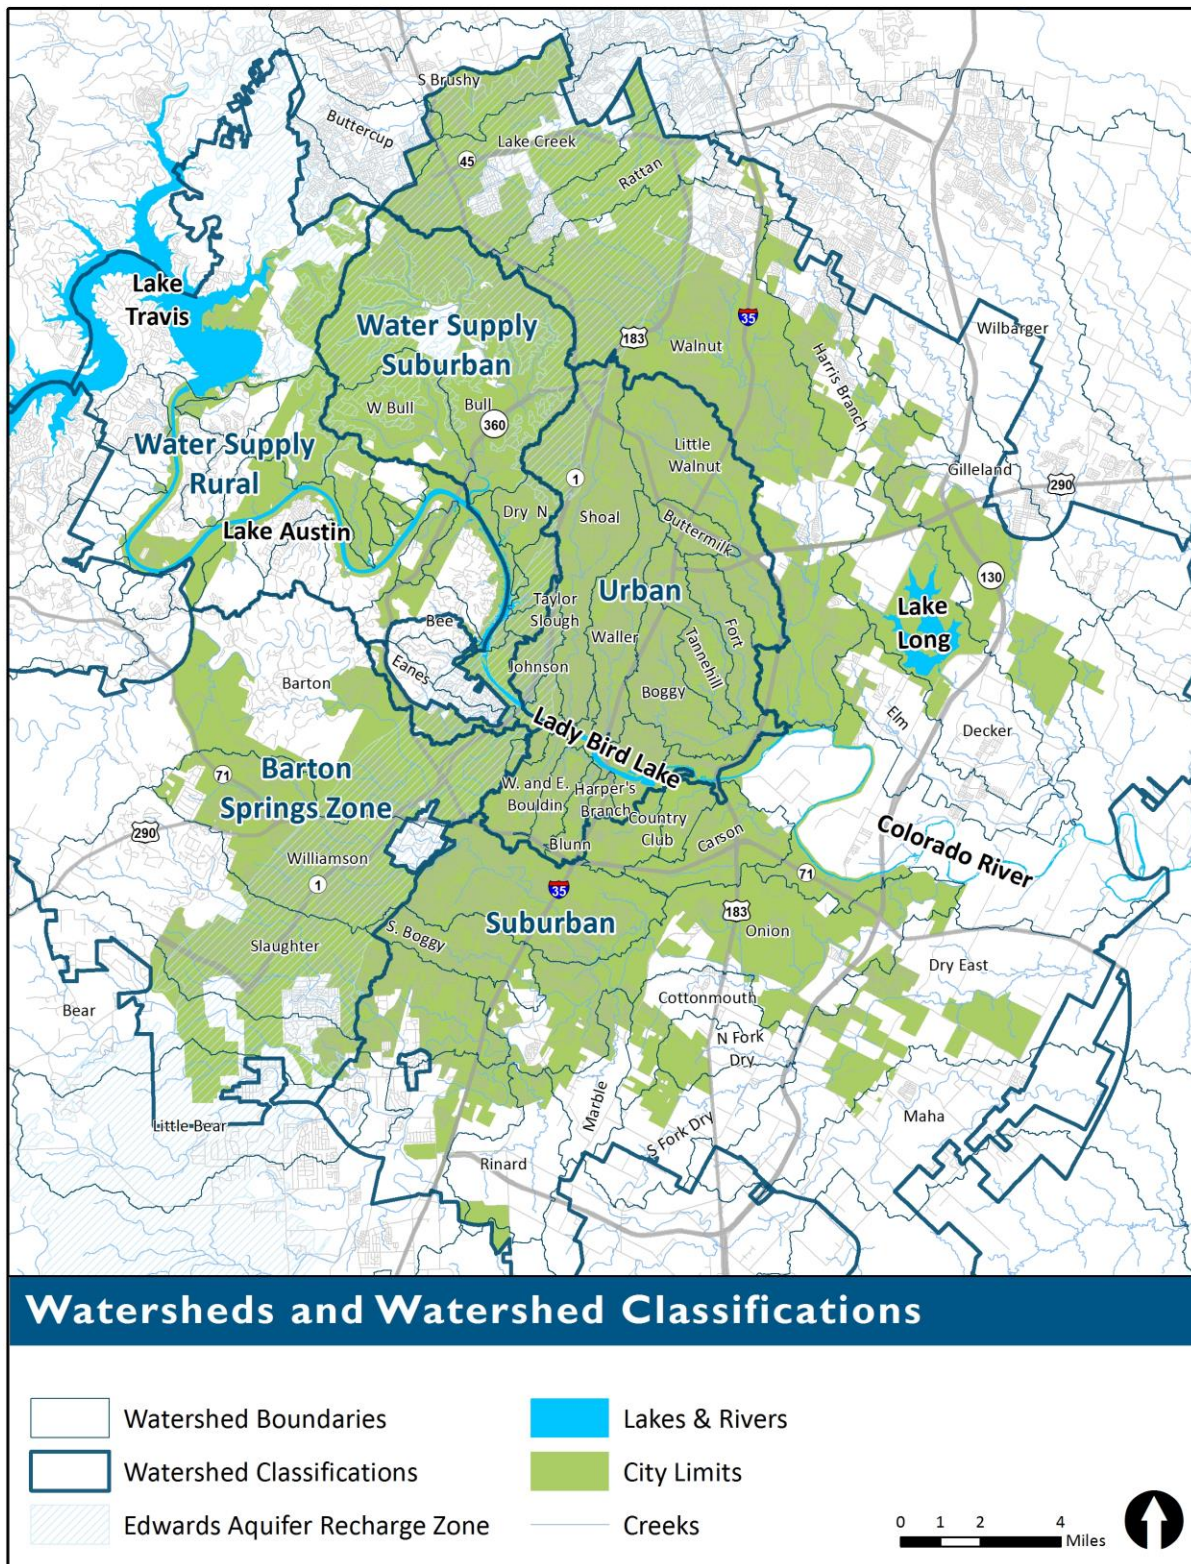 S Brushy
Buttercup
Lake Creek
45
Rattan
Lake
Travis
Water Supply
Suburban
183
35
Walnut
Wilbarger
Harris Branch
W Bull
Bull
360
Water Supply
Rural
Little
Walnut
Gilleland
290
1
Lake Austin
Dry N
Shoal
Buttermilk
130
Urban
Lake
Long
Taylor
Slough
Waller
Fort
Tannehill
Bee
Eanes
Johnson
Barton
Boggy
Elm
Decker
Lady Bird Lake
71
Barton
Springs Zone
W. and E.
Bouldin
Harper's
Branch
Country
Club
Carson
Colorado River
290
Blunn
Williamson
1
71
35
183
Suburban
Onion
S. Boggy
Slaughter
Dry East
Cottonmouth
Bear
N Fork
Dry
Marble
Maha
Little Bear
S Fork Dry
Rinard
Watersheds and Watershed Classifications
Watershed Boundaries
Lakes & Rivers
Watershed Classifications
City Limits
Edwards Aquifer Recharge Zone
Creeks
0 1 2 4
Miles